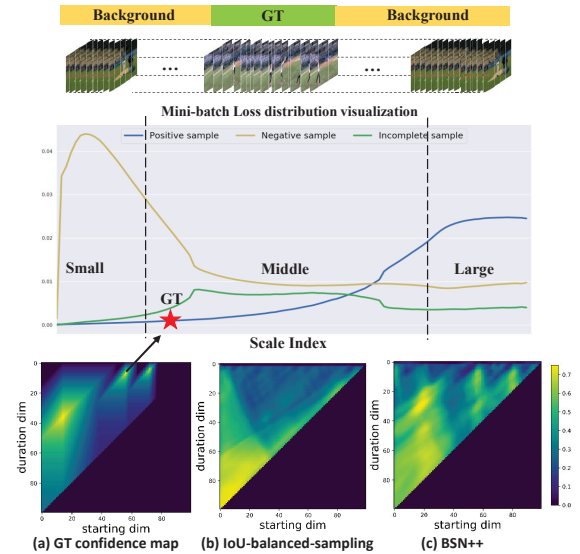 Background GT Background
... ...
Mini-batch Loss distribution visualization
Positive sample Negative sample Incomplete sample
0.04
0.03
0.02
0.01
0.00
Small Middle Large
GT
Scale Index
duration dim
0
20
40
60
80
0 20 40 60 80
starting dim
(a) GT confidence map
duration dim
0
20
40
60
80
0 20 40 60 80
starting dim
(b) IoU-balanced-sampling
duration dim
0
20
40
60
80
0 20 40 60 80
starting dim
(c) BSN++
0.7
0.6
0.5
0.4
0.3
0.2
0.1
0.0